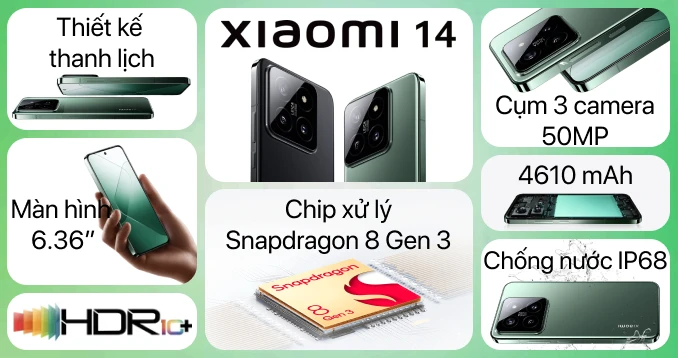 Thiết kế
thanh lịch
XIAOMI 14
Cụm 3 camera
50MP
Màn hình
6.36”
Chip xử lý
Snapdragon 8 Gen 3
Snapdragon
8
Gen 3
4610 mAh
Chống nước IP68
xiaomi
HDR10+